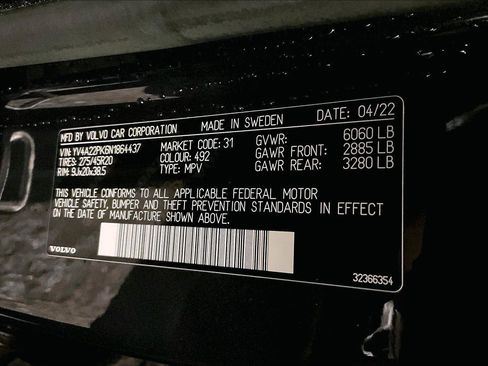 MFD BY VOLVO CAR CORPORATION MADE IN SWEDEN DATE: 04/22
VIN: YV4A22PK6N1864437 MARKET CODE: 31 GVWR: 6060 LB
TIRES: 275/45R20 COLOUR: 492 GAWR FRONT: 2885 LB
RIM: 9Jx20x38.5 TYPE: MPV GAWR REAR: 3280 LB
THIS VEHICLE CONFORMS TO ALL APPLICABLE FEDERAL MOTOR
VEHICLE SAFETY, BUMPER AND THEFT PREVENTION STANDARDS IN EFFECT
ON DATE OF MANUFACTURE SHOWN ABOVE.
VOLVO
32366354